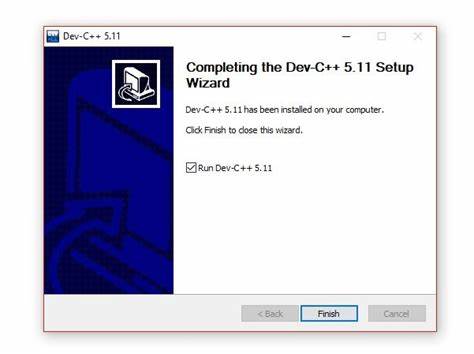 Dev-C++ 5.11
Completing the Dev-C++ 5.11 Setup
Wizard
Dev-C++ 5.11 has been installed on your computer.
Click Finish to close this wizard.
Run Dev-C++ 5.11
< Back
Finish
Cancel